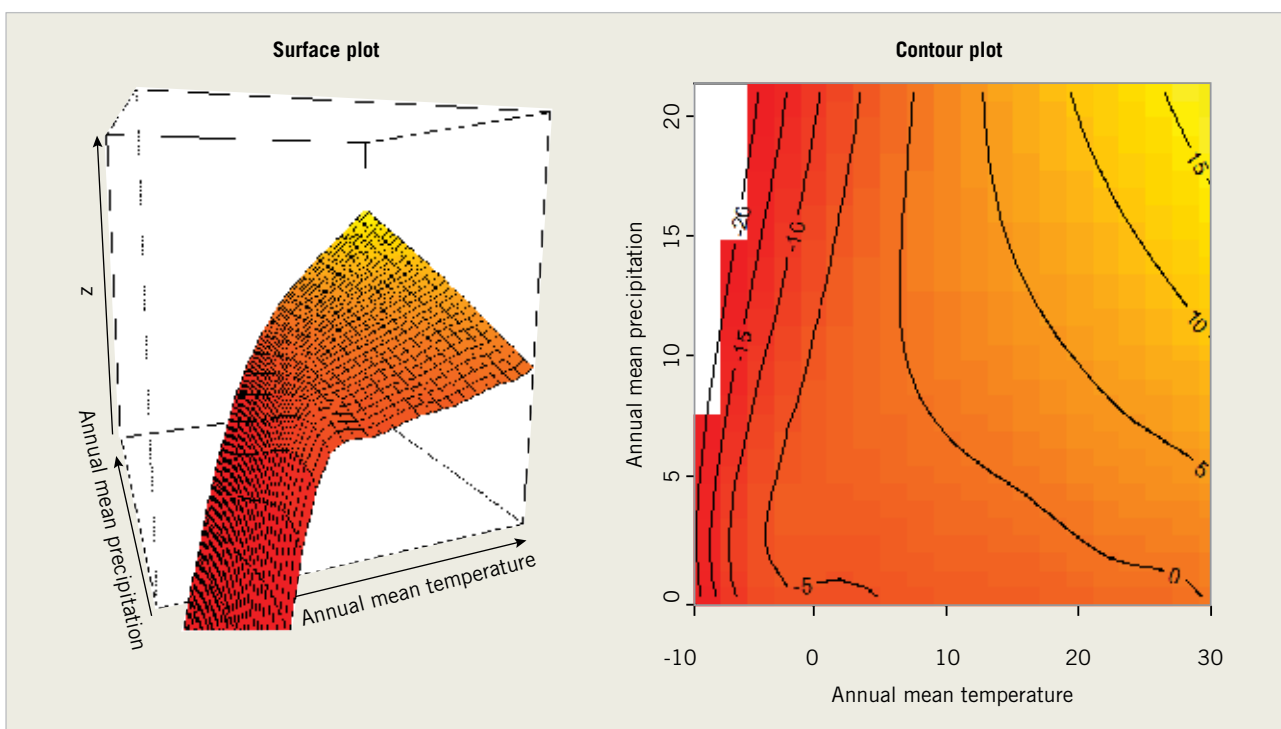 Surface plot
z
Annual mean precipitation
Annual mean temperature
Contour plot
Annual mean precipitation
20
15
10
5
0
-20
-15
-10
-5
0
5
10
15
-10 0 10 20 30
Annual mean temperature